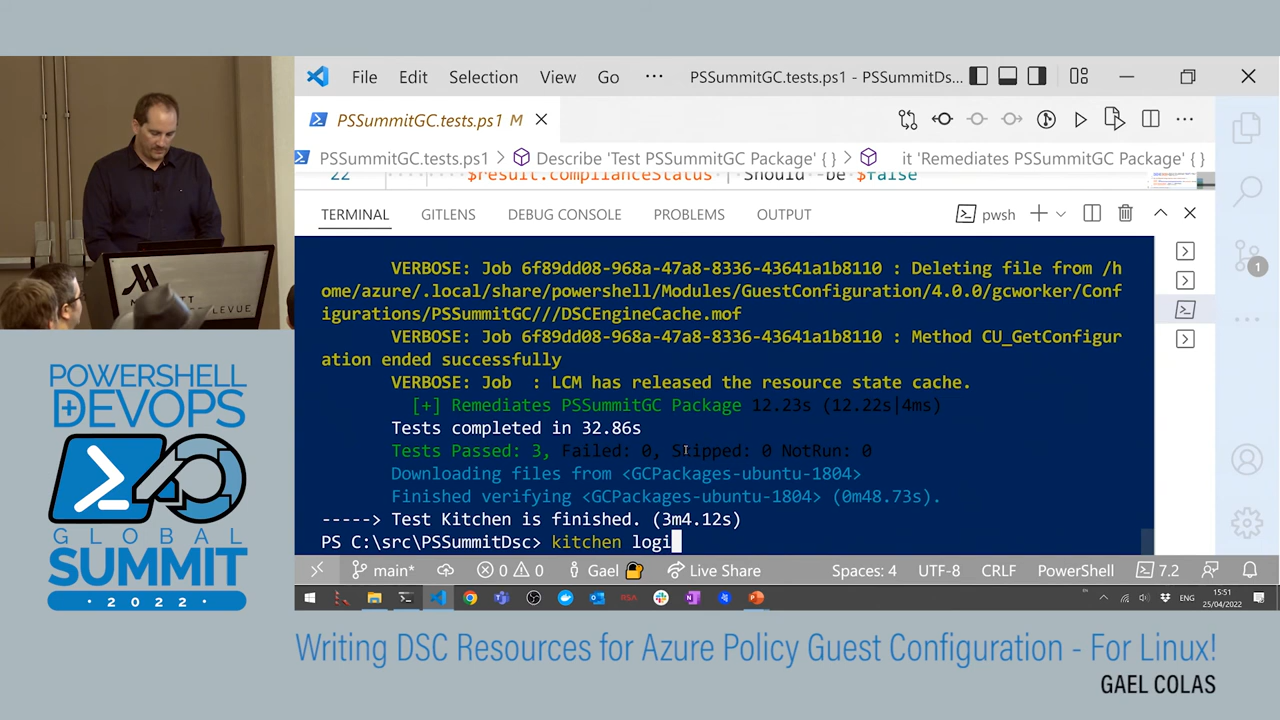 File Edit Selection View Go ··· PSSummitGC.tests.ps1 - PSSummitDs...
PSSummitGC.tests.ps1 M
PSSummitGC.tests.ps1 > Describe 'Test PSSummitGC Package' { } > it 'Remediates PSSummitGC Package' { }
22 $result.complianceStatus | Should -be $false
TERMINAL GITLENS DEBUG CONSOLE PROBLEMS OUTPUT pwsh
VERBOSE: Job 6f89dd08-968a-47a8-8336-43641a1b8110 : Deleting file from /h
ome/azure/.local/share/powershell/Modules/GuestConfiguration/4.0.0/gcworker/Conf
igurations/PSSummitGC///DSCEngineCache.mof
VERBOSE: Job 6f89dd08-968a-47a8-8336-43641a1b8110 : Method CU_GetConfigur
ation ended successfully
VERBOSE: Job  : LCM has released the resource state cache.
[+] Remediates PSSummitGC Package 12.23s (12.22s|4ms)
Tests completed in 32.86s
Tests Passed: 3, Failed: 0, Skipped: 0 NotRun: 0
Downloading files from <GCPackages-ubuntu-1804>
Finished verifying <GCPackages-ubuntu-1804> (0m48.73s).
-----> Test Kitchen is finished. (3m4.12s)
PS C:\src\PSSummitDsc> kitchen logi
main* 0 0 Gael Live Share Spaces: 4 UTF-8 CRLF PowerShell 7.2
1
RSA
ENG
15:51
25/04/2022
POWERSHELL
+DEVOPS
GLOBAL
SUMMIT
· 2022 ·
Writing DSC Resources for Azure Policy Guest Configuration - For Linux!
GAEL COLAS